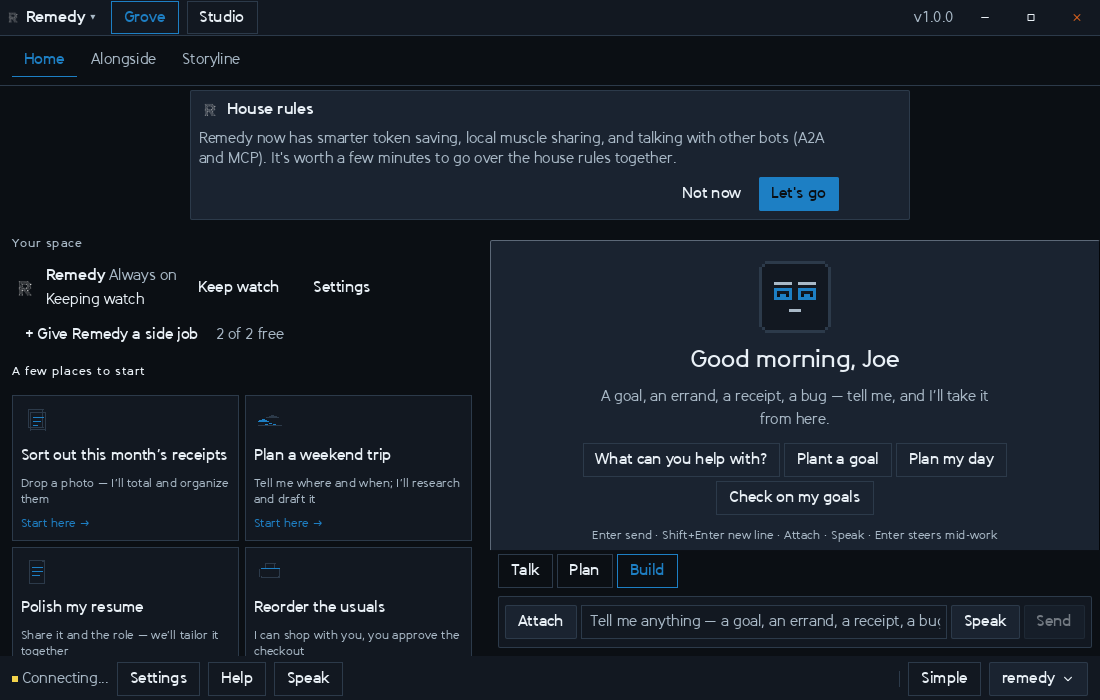 Remedy
Grove
Studio
v1.0.0
Home
Alongside
Storyline
House rules
Remedy now has smarter token saving, local muscle sharing, and talking with other bots (A2A
and MCP). It's worth a few minutes to go over the house rules together.
Not now
Let's go
Your space
Remedy Always on
Keeping watch
Keep watch
Settings
+ Give Remedy a side job
2 of 2 free
A few places to start
Sort out this month's receipts
Drop a photo — I'll total and organize
them
Start here →
Plan a weekend trip
Tell me where and when; I'll research
and draft it
Start here →
Polish my resume
Share it and the role — we'll tailor it
together
Reorder the usuals
I can shop with you, you approve the
checkout
Good morning, Joe
A goal, an errand, a receipt, a bug — tell me, and I'll take it
from here.
What can you help with?
Plant a goal
Plan my day
Check on my goals
Enter send · Shift+Enter new line · Attach · Speak · Enter steers mid-work
Talk
Plan
Build
Attach
Tell me anything — a goal, an errand, a receipt, a bug
Speak
Send
Connecting...
Settings
Help
Speak
Simple
remedy